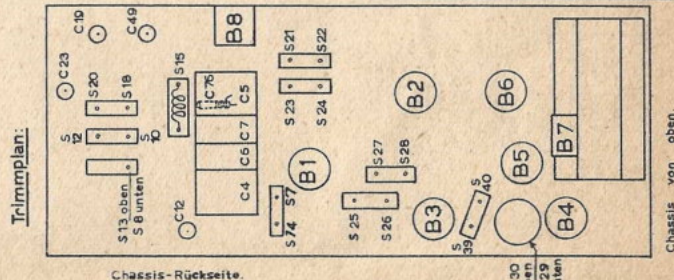 Trimmplan:
C19
C49
C23
B8
S20
S18
S15
S21
S22
S12
S10
C76
C5
S23
S24
C7
C6
C4
B2
B6
S13 oben
S8 unten
C12
B1
S27
S28
B7
B5
S7
S74
S25
S26
B3
S40
S39
B4
30
29
Chassis-Rückseite.
Chassis von oben.